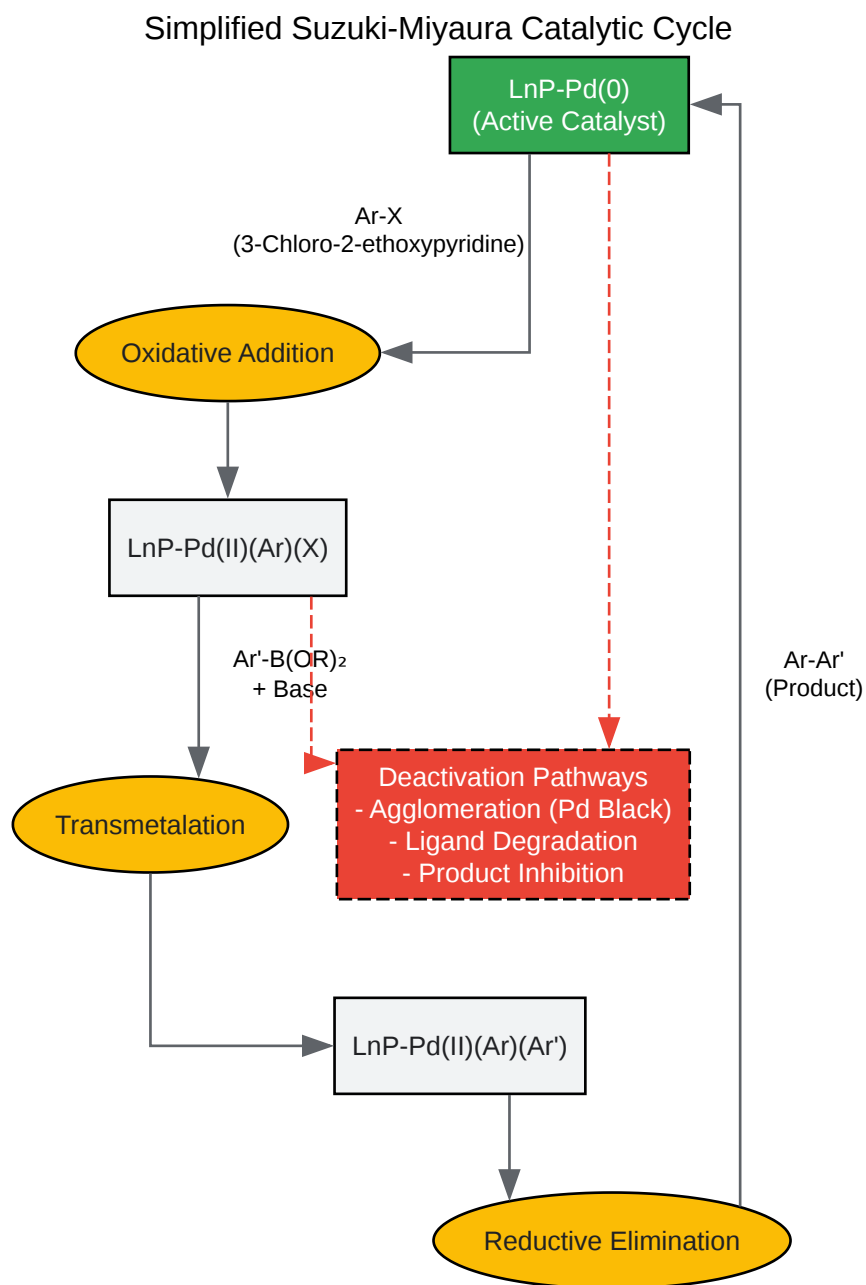 Simplified Suzuki-Miyaura Catalytic Cycle
LnP-Pd(0)
(Active Catalyst)
Ar-X
(3-Chloro-2-ethoxypyridine)
Oxidative Addition
LnP-Pd(II)(Ar)(X)
Ar'-B(OR)₂
+ Base
Ar-Ar'
(Product)
Deactivation Pathways
- Agglomeration (Pd Black)
- Ligand Degradation
- Product Inhibition
Transmetalation
LnP-Pd(II)(Ar)(Ar')
Reductive Elimination